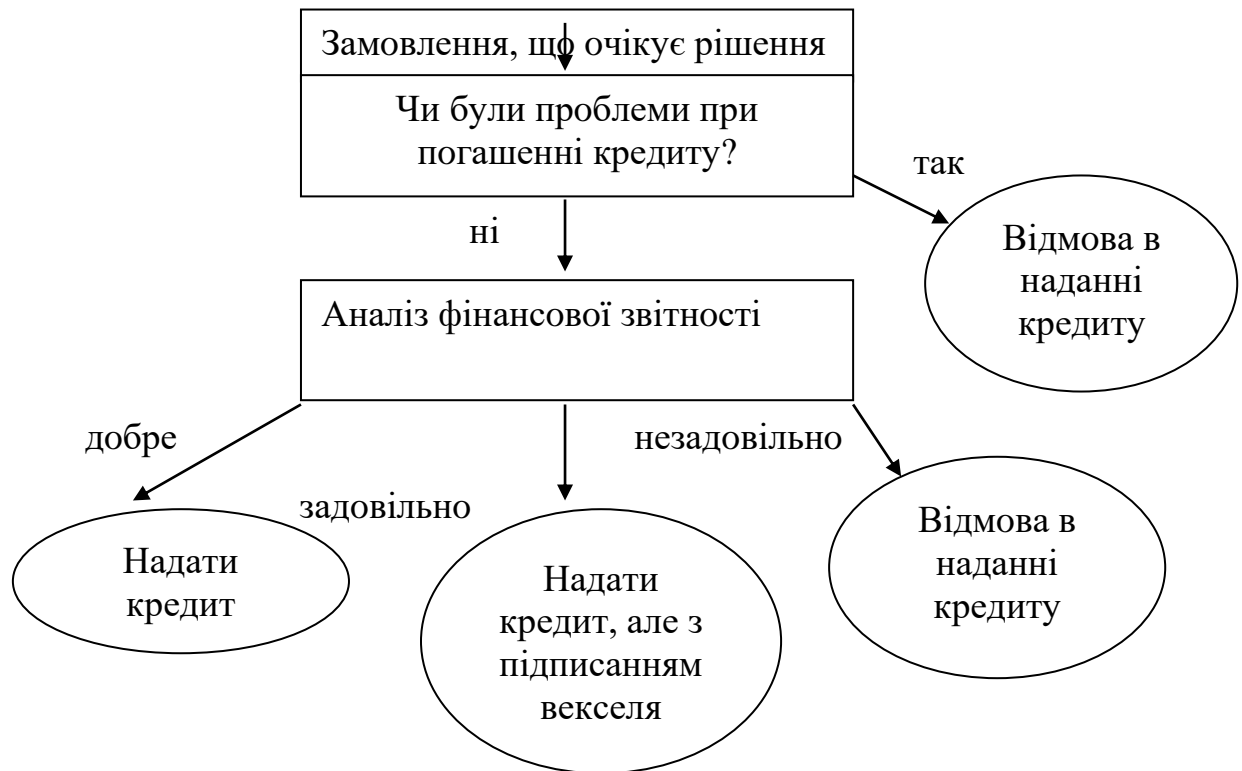 Замовлення, що очікує рішення
Чи були проблеми при
погашенні кредиту?
так
ні
Відмова в
наданні
кредиту
Аналіз фінансової звітності
добре
незадовільно
задовільно
Надати
кредит
Надати
кредит, але з
підписанням
векселя
Відмова в
наданні
кредиту